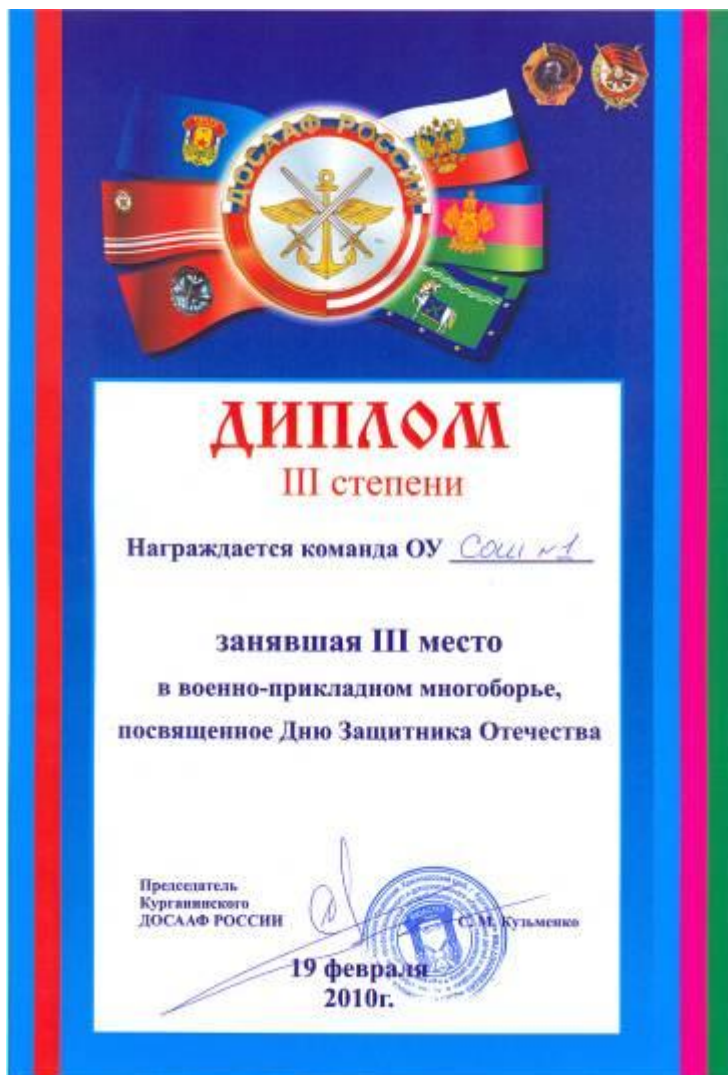 ДОСААФ РОССИИ
ДИПЛОМ
III степени
Награждается команда ОУ Сош №1
занявшая III место
в военно-прикладном многоборье,
посвященное Дню Защитника Отечества
Председатель
Курганинского
ДОСААФ РОССИИ
С. М. Кузьменко
19 февраля
2010г.